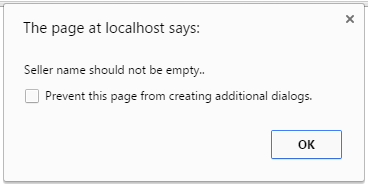 The page at localhost says:
Seller name should not be empty..
Prevent this page from creating additional dialogs.
OK